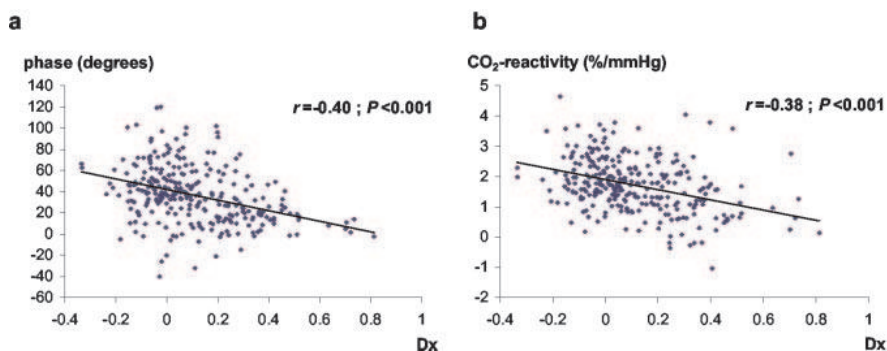 a
phase (degrees)
r=-0.40 ; P<0.001
140
120
100
80
60
40
20
0
-20
-40
-60
-0.4 -0.2 0 0.2 0.4 0.6 0.8 1
Dx
b
CO₂-reactivity (%/mmHg)
r=-0.38 ; P<0.001
5
4
3
2
1
0
-1
-2
-0.4 -0.2 0 0.2 0.4 0.6 0.8 1
Dx